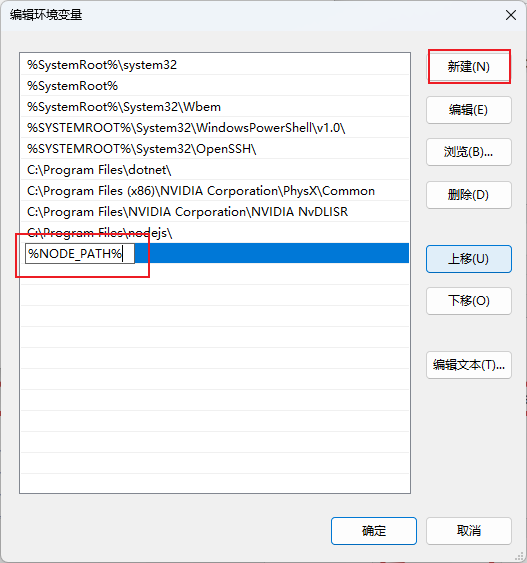 编辑环境变量
%SystemRoot%\system32
%SystemRoot%
%SystemRoot%\System32\Wbem
%SYSTEMROOT%\System32\WindowsPowerShell\v1.0\
%SYSTEMROOT%\System32\OpenSSH\
C:\Program Files\dotnet\
C:\Program Files (x86)\NVIDIA Corporation\PhysX\Common
C:\Program Files\NVIDIA Corporation\NVIDIA NvDLISR
C:\Program Files\nodejs\
%NODE_PATH%
新建(N)
编辑(E)
浏览(B)...
删除(D)
上移(U)
下移(O)
编辑文本(T)...
确定
取消